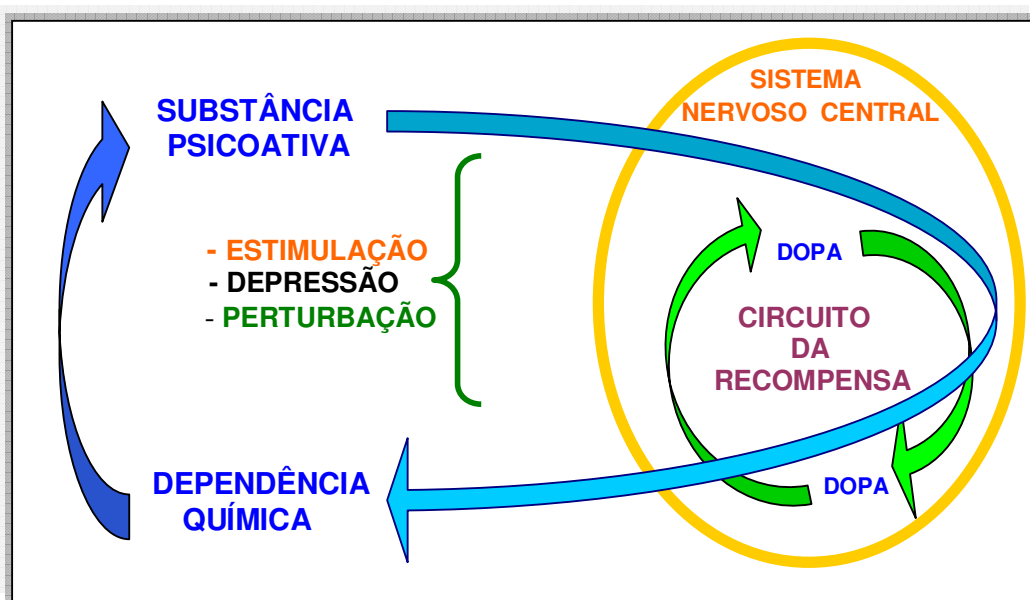 SUBSTÂNCIA
PSICOATIVA
- ESTIMULAÇÃO
- DEPRESSÃO
- PERTURBAÇÃO
DEPENDÊNCIA
QUÍMICA
SISTEMA
NERVOSO CENTRAL
DOPA
CIRCUITO
DA
RECOMPENSA
DOPA